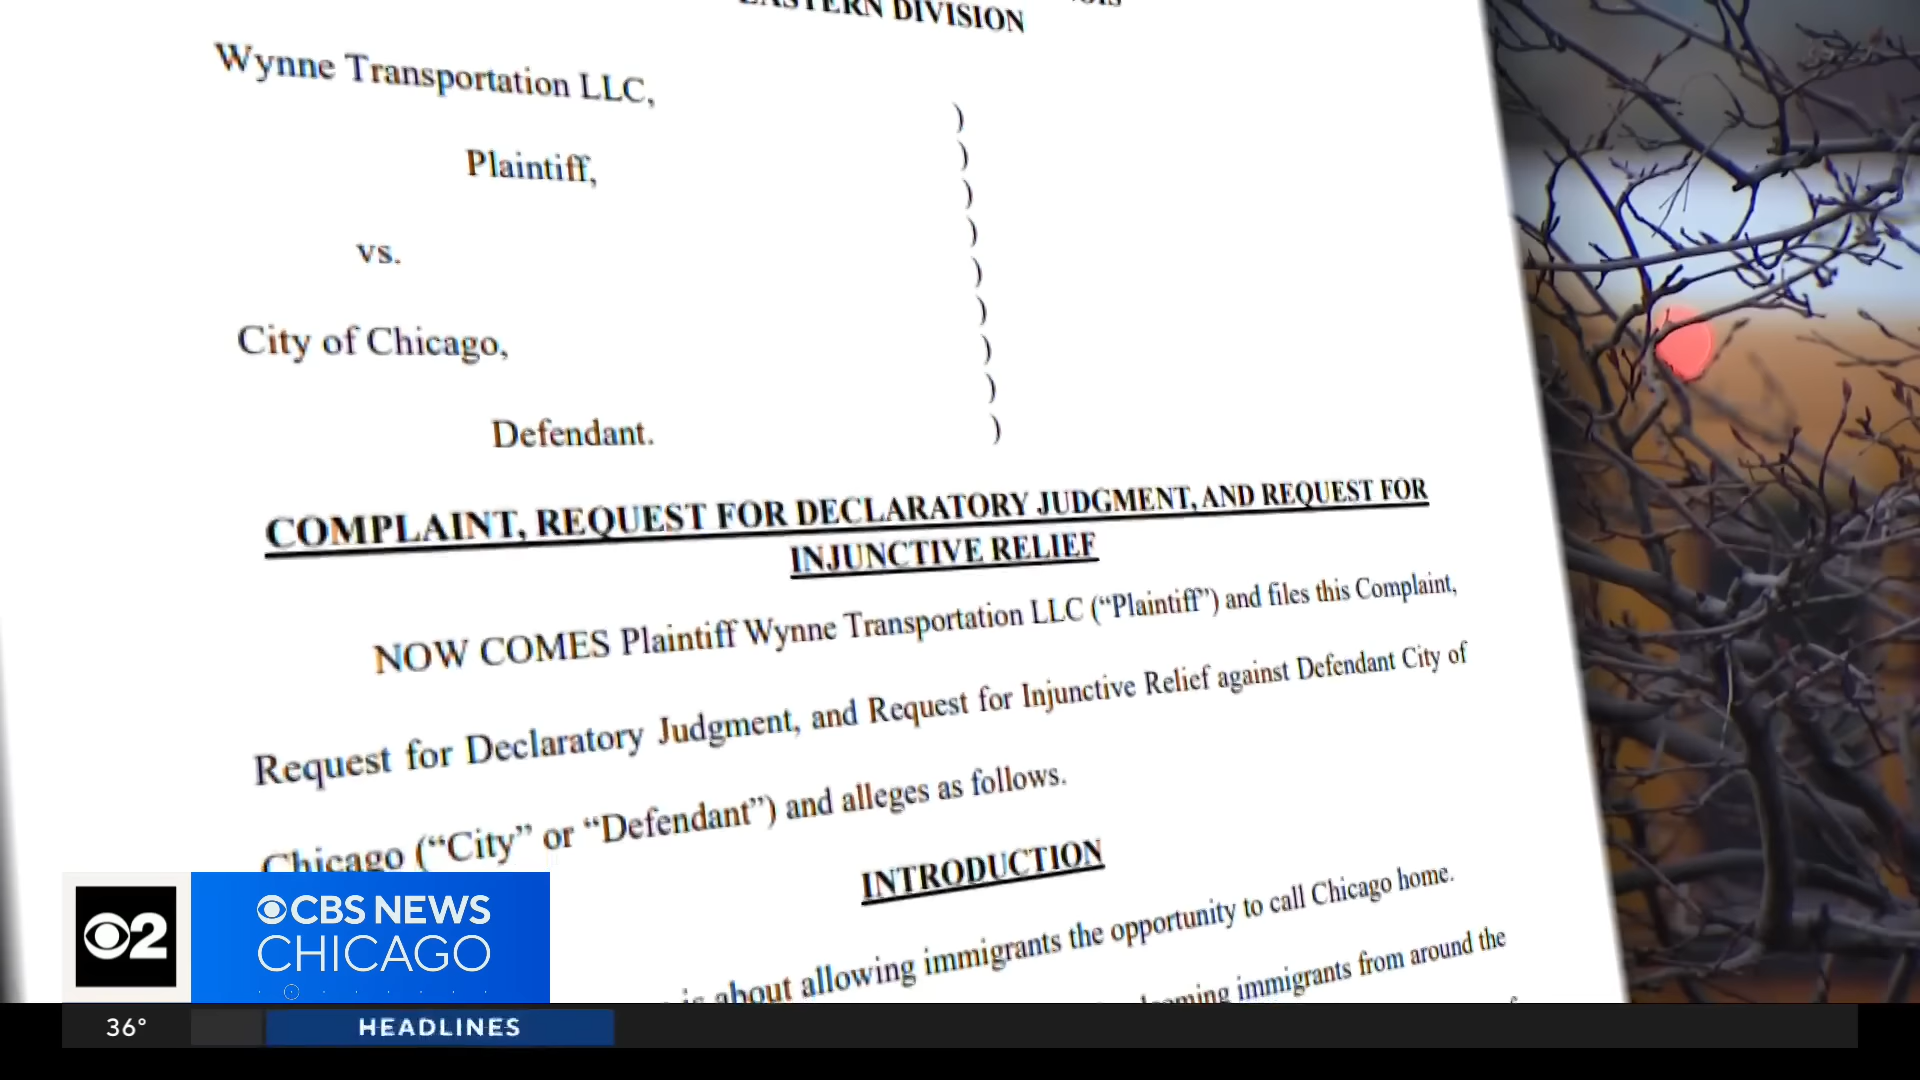 EASTERN DIVISION
Wynne Transportation LLC,
)
Plaintiff,
)
)
vs.
)
)
City of Chicago,
)
)
)
Defendant.
)
COMPLAINT, REQUEST FOR DECLARATORY JUDGMENT, AND REQUEST FOR
INJUNCTIVE RELIEF
NOW COMES Plaintiff Wynne Transportation LLC (“Plaintiff”) and files this Complaint,
Request for Declaratory Judgment, and Request for Injunctive Relief against Defendant City of
Chicago (“City” or “Defendant”) and alleges as follows.
INTRODUCTION
is about allowing immigrants the opportunity to call Chicago home.
immigrants from around the
2
CBS NEWS
CHICAGO
36°
HEADLINES